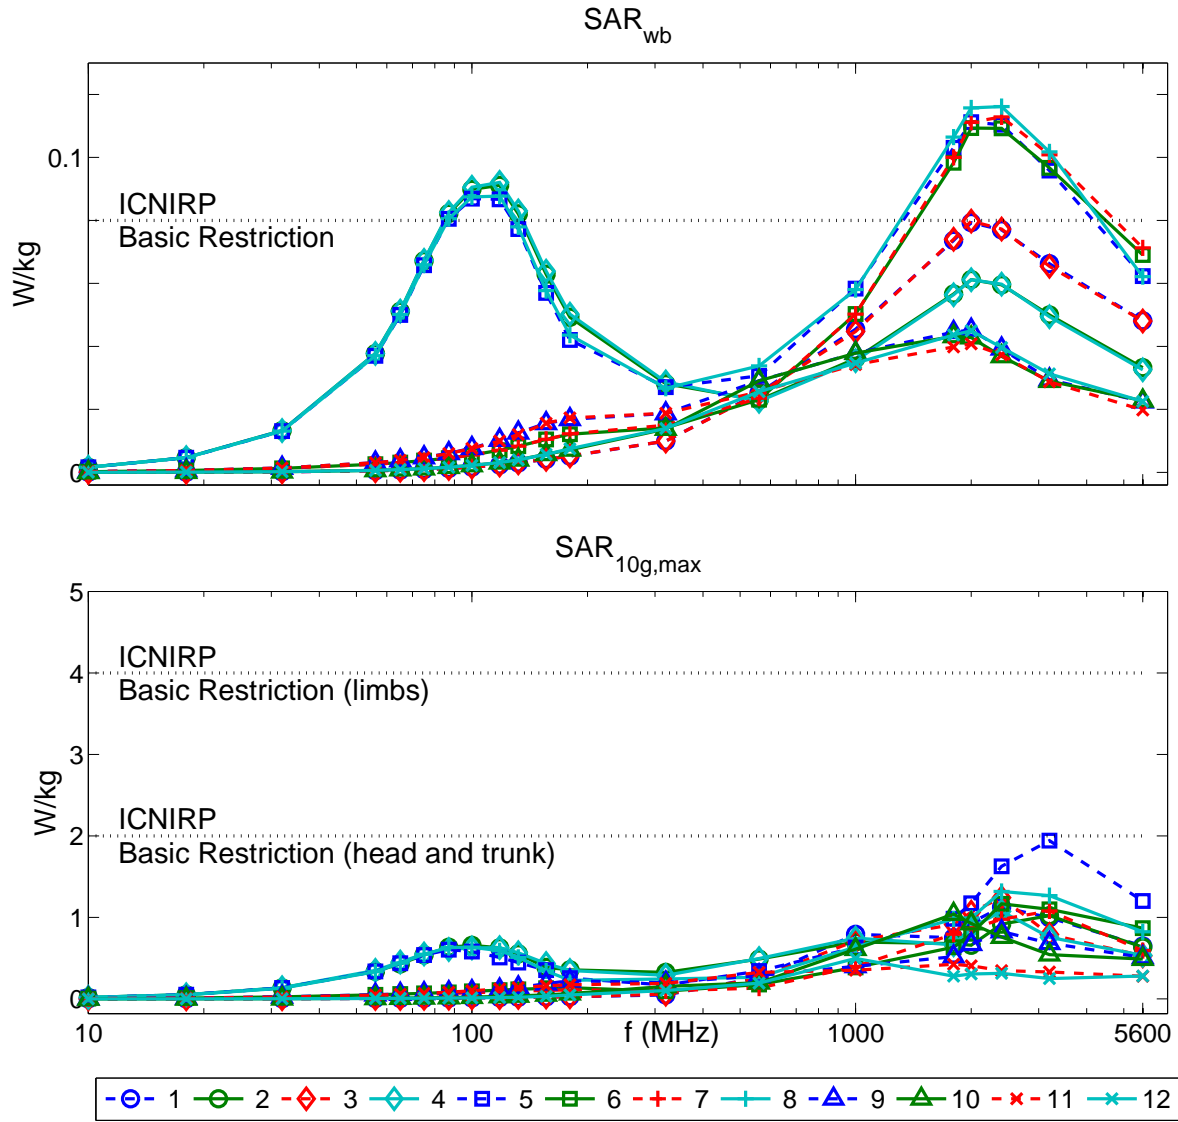 SAR_wb
W/kg
0.1
0
ICNIRP
Basic Restriction
SAR_10g,max
W/kg
5
4
3
2
1
0
ICNIRP
Basic Restriction (limbs)
ICNIRP
Basic Restriction (head and trunk)
10 100 f (MHz) 1000 5600
1 2 3 4 5 6 7 8 9 10 11 12